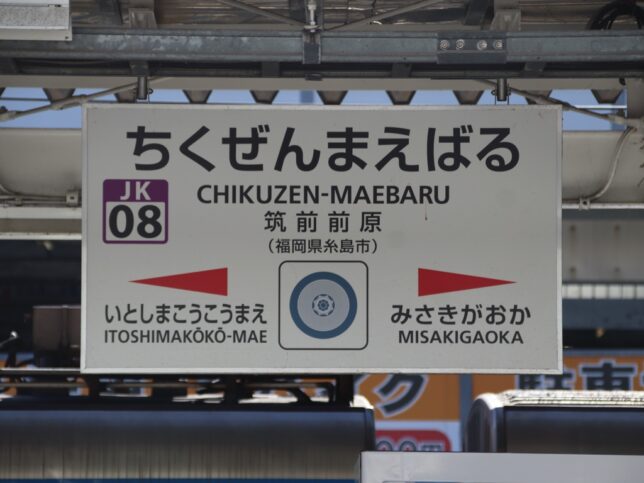 ちくぜんまえばる
JK
08
CHIKUZEN-MAEBARU
筑前前原
(福岡県糸島市)
いとしまこうこうまえ
ITOSHIMAKŌKŌ-MAE
みさきがおか
MISAKIGAOKA
駐車